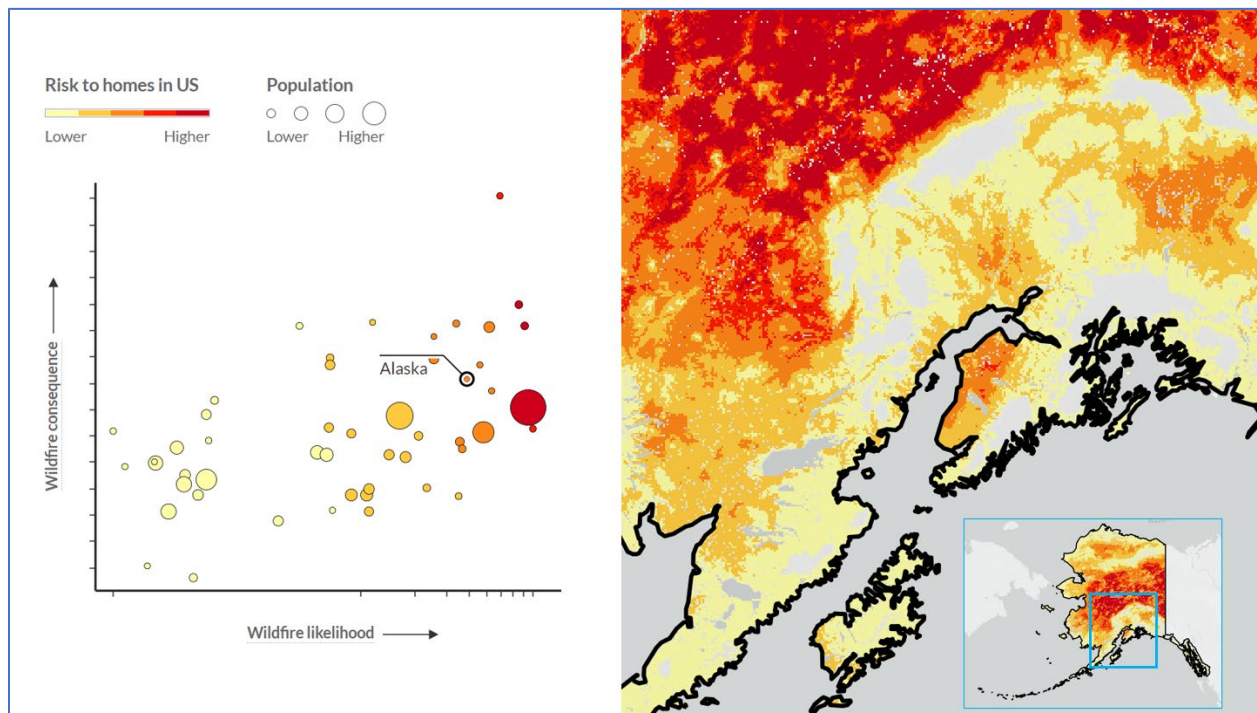 Risk to homes in US
Lower
Higher
Population
Lower
Higher
Wildfire consequence
Alaska
Wildfire likelihood